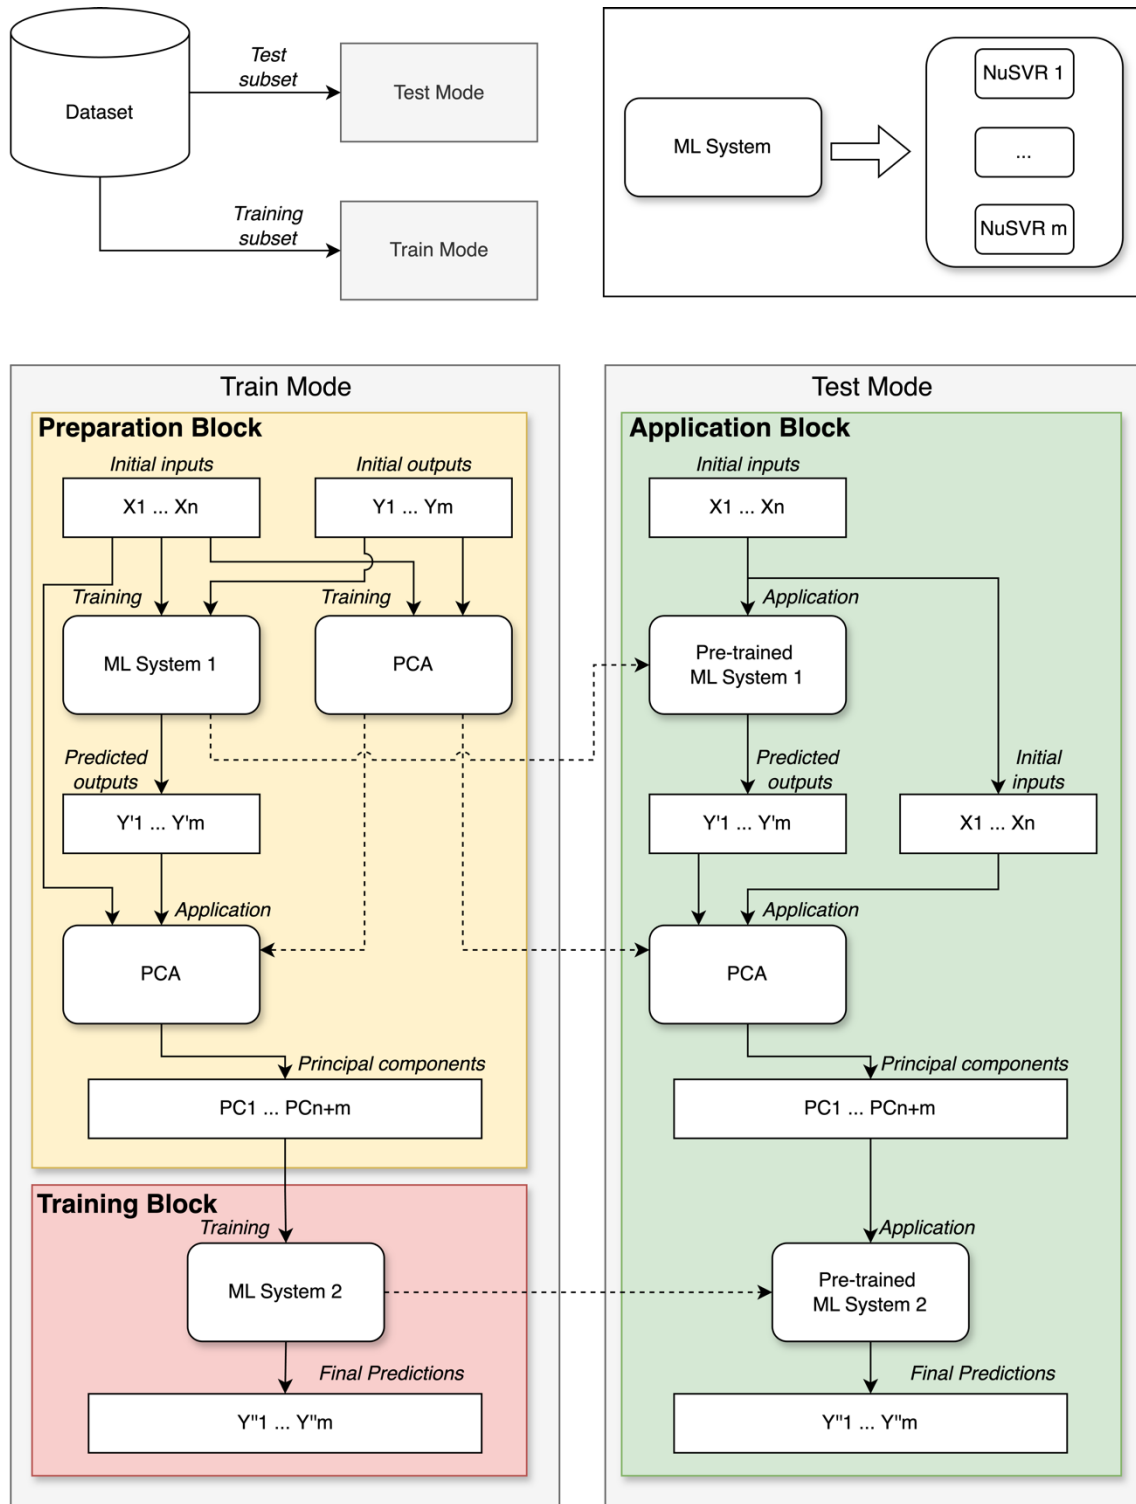 Test
subset
Dataset
Test Mode
Training
subset
Train Mode
ML System
NuSVR 1
...
NuSVR m
Train Mode
Preparation Block
Initial inputs
Initial outputs
X1 ... Xn
Y1 ... Ym
Training
Training
ML System 1
PCA
Predicted
outputs
Y'1 ... Y'm
Application
PCA
Principal components
PC1 ... PCn+m
Training Block
Training
ML System 2
Final Predictions
Y"1 ... Y"m
Test Mode
Application Block
Initial inputs
X1 ... Xn
Application
Pre-trained
ML System 1
Predicted
outputs
Initial
inputs
Y'1 ... Y'm
X1 ... Xn
Application
PCA
Principal components
PC1 ... PCn+m
Application
Pre-trained
ML System 2
Final Predictions
Y"1 ... Y"m